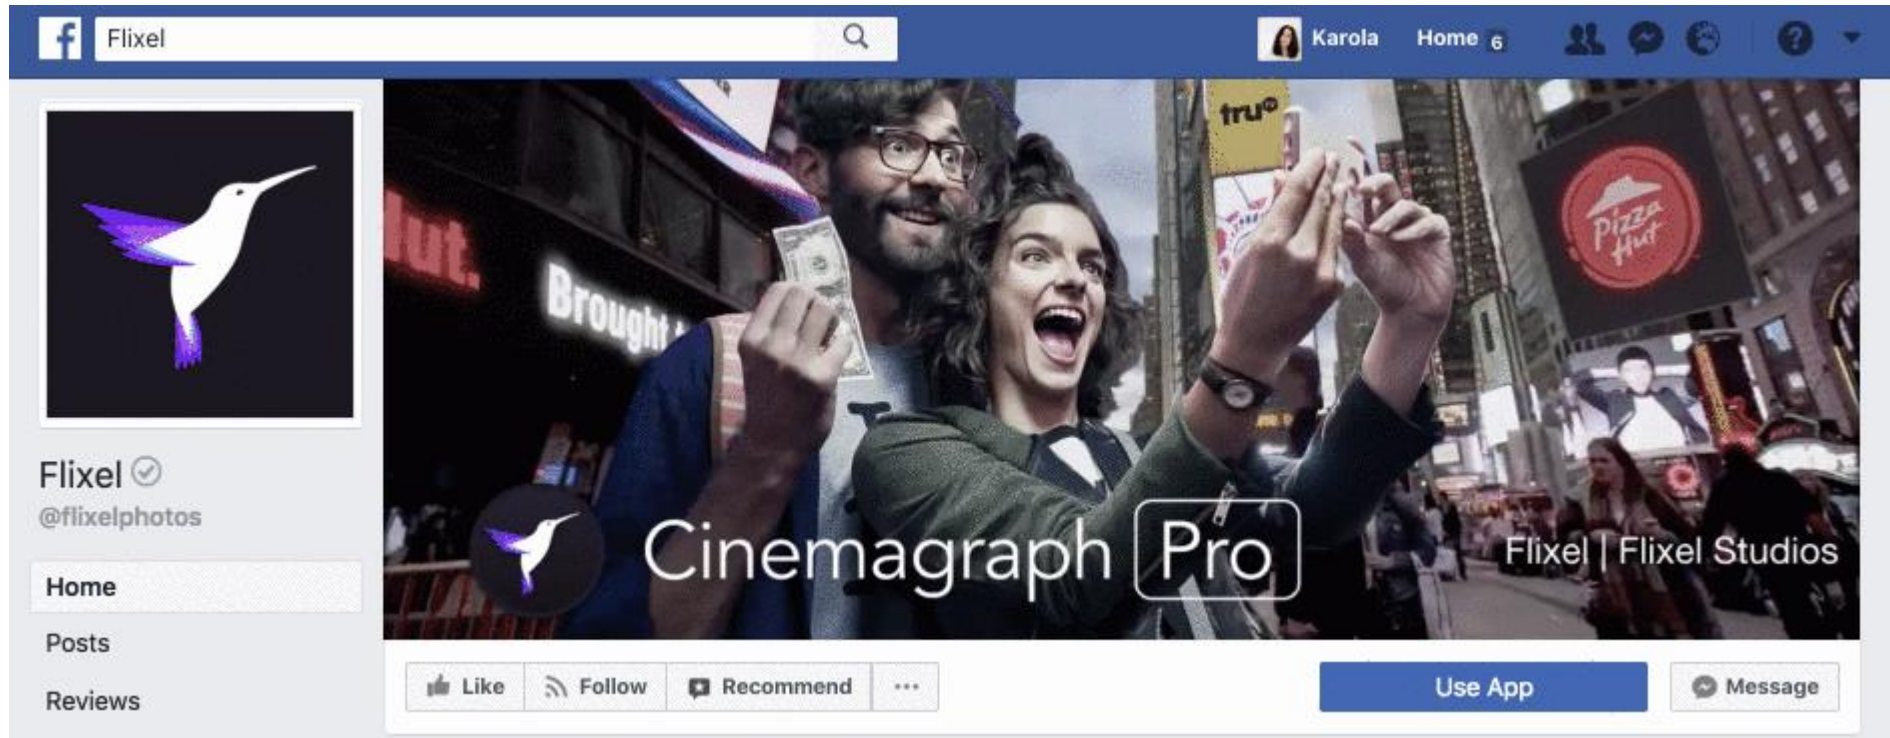 Flixel
Karola
Home 6
Flixel
@flixelphotos
Home
Posts
Reviews
tru
Pizza
Hut
lut.
Brought
Cinemagraph Pro
Flixel | Flixel Studios
Like
Follow
Recommend
Use App
Message